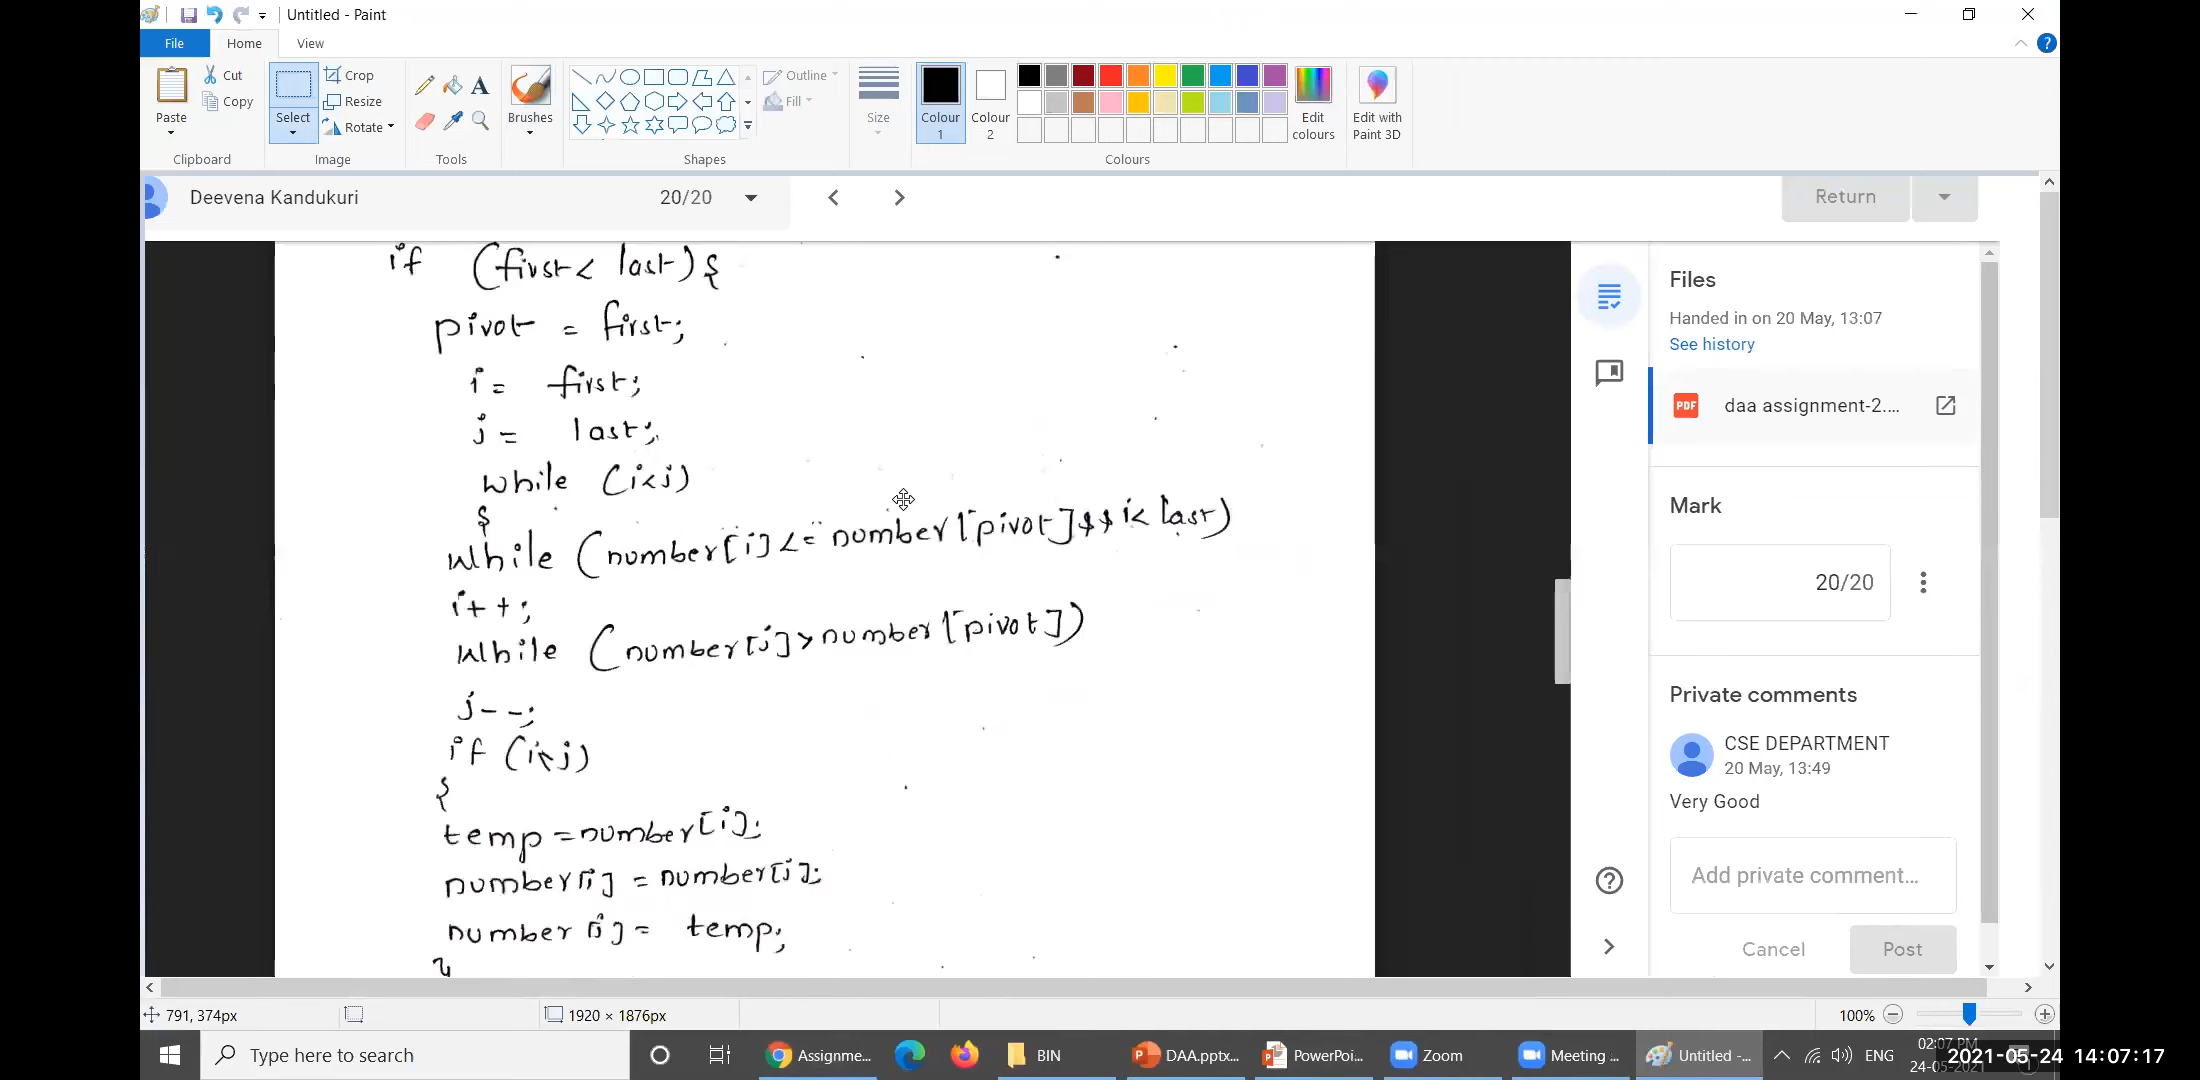 Untitled - Paint
File Home View
Paste
Cut
Copy
Clipboard
Select
Crop
Resize
Rotate
Image
Tools
Brushes
Shapes
Outline
Fill
Size
Colour 1
Colour 2
Edit colours
Edit with Paint 3D
Colours
Deevena Kandukuri 20/20
Return
if (first< last){
pivot = first;
i= first;
j= last;
while (i<j)
{
while (number[i]<= number[pivot]&&i< last)
i++;
while (number[j]>number[pivot])
j--;
if (i<j)
{
temp=number[i];
number[i] = number[j];
number[j]= temp;
}
Files
Handed in on 20 May, 13:07
See history
PDF daa assignment-2....
Mark
20/20
Private comments
CSE DEPARTMENT
20 May, 13:49
Very Good
Add private comment...
Cancel Post
791, 374px 1920 × 1876px 100%
Type here to search
Assignme... BIN DAA.pptx... PowerPoi... Zoom Meeting ... Untitled -... ENG
02:07 PM
24-05-2021
2021-05-24 14:07:17